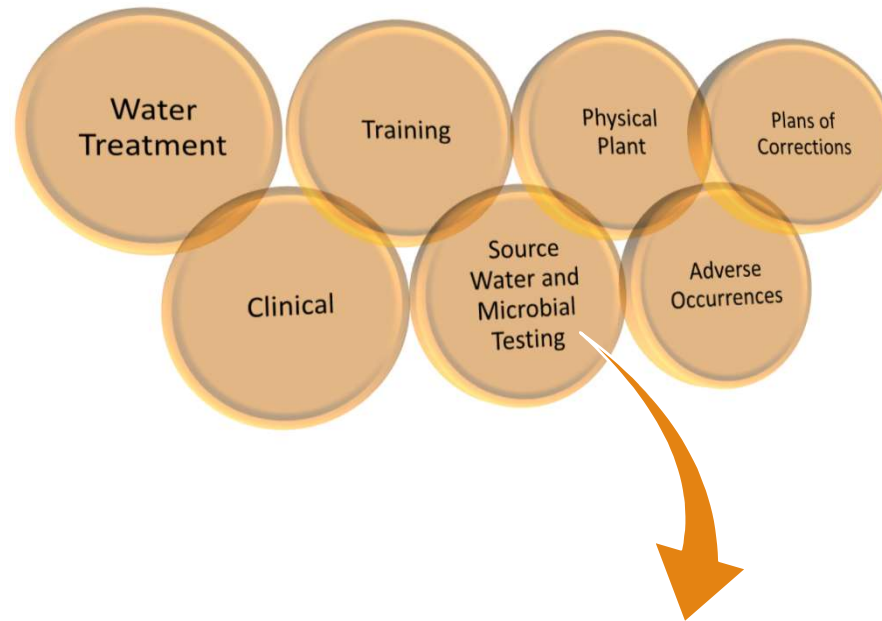 Water
Treatment
Training
Physical
Plant
Plans of
Corrections
Clinical
Source
Water and
Microbial
Testing
Adverse
Occurrences